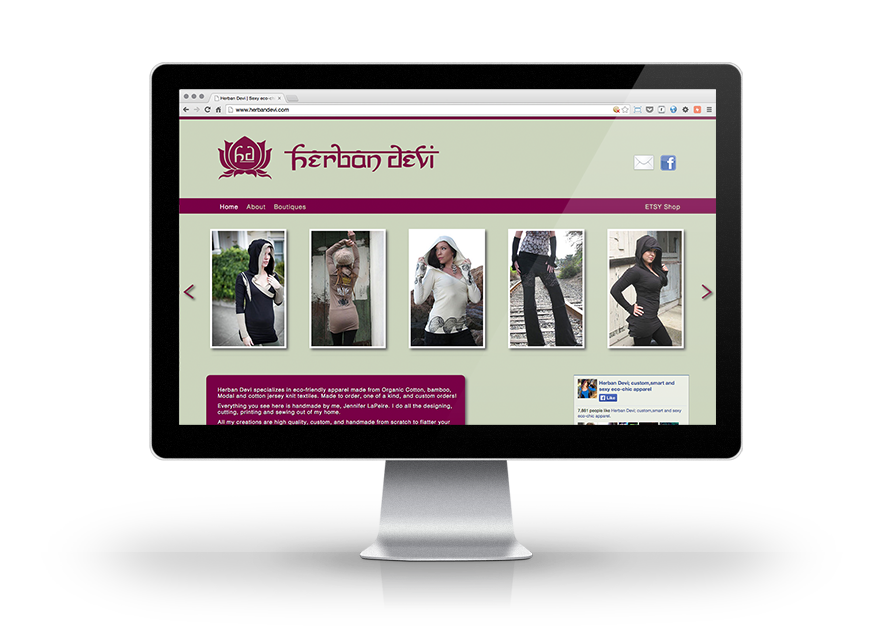 Herban Devi | Sexy eco-chic
www.herbandevi.com
hd
herban devi
f
Home About Boutiques ETSY Shop
Herban Devi specializes in eco-friendly apparel made from Organic Cotton, bamboo,
Modal and cotton jersey knit textiles. Made to order, one of a kind, and custom orders!
Everything you see here is handmade by me, Jennifer LaPeire. I do all the designing,
cutting, printing and sewing out of my home.
All my creations are high quality, custom, and handmade from scratch to flatter your
Herban Devi; custom,smart and
sexy eco-chic apparel
f Like
people like Herban Devi; custom,smart and sexy
eco-chic apparel.